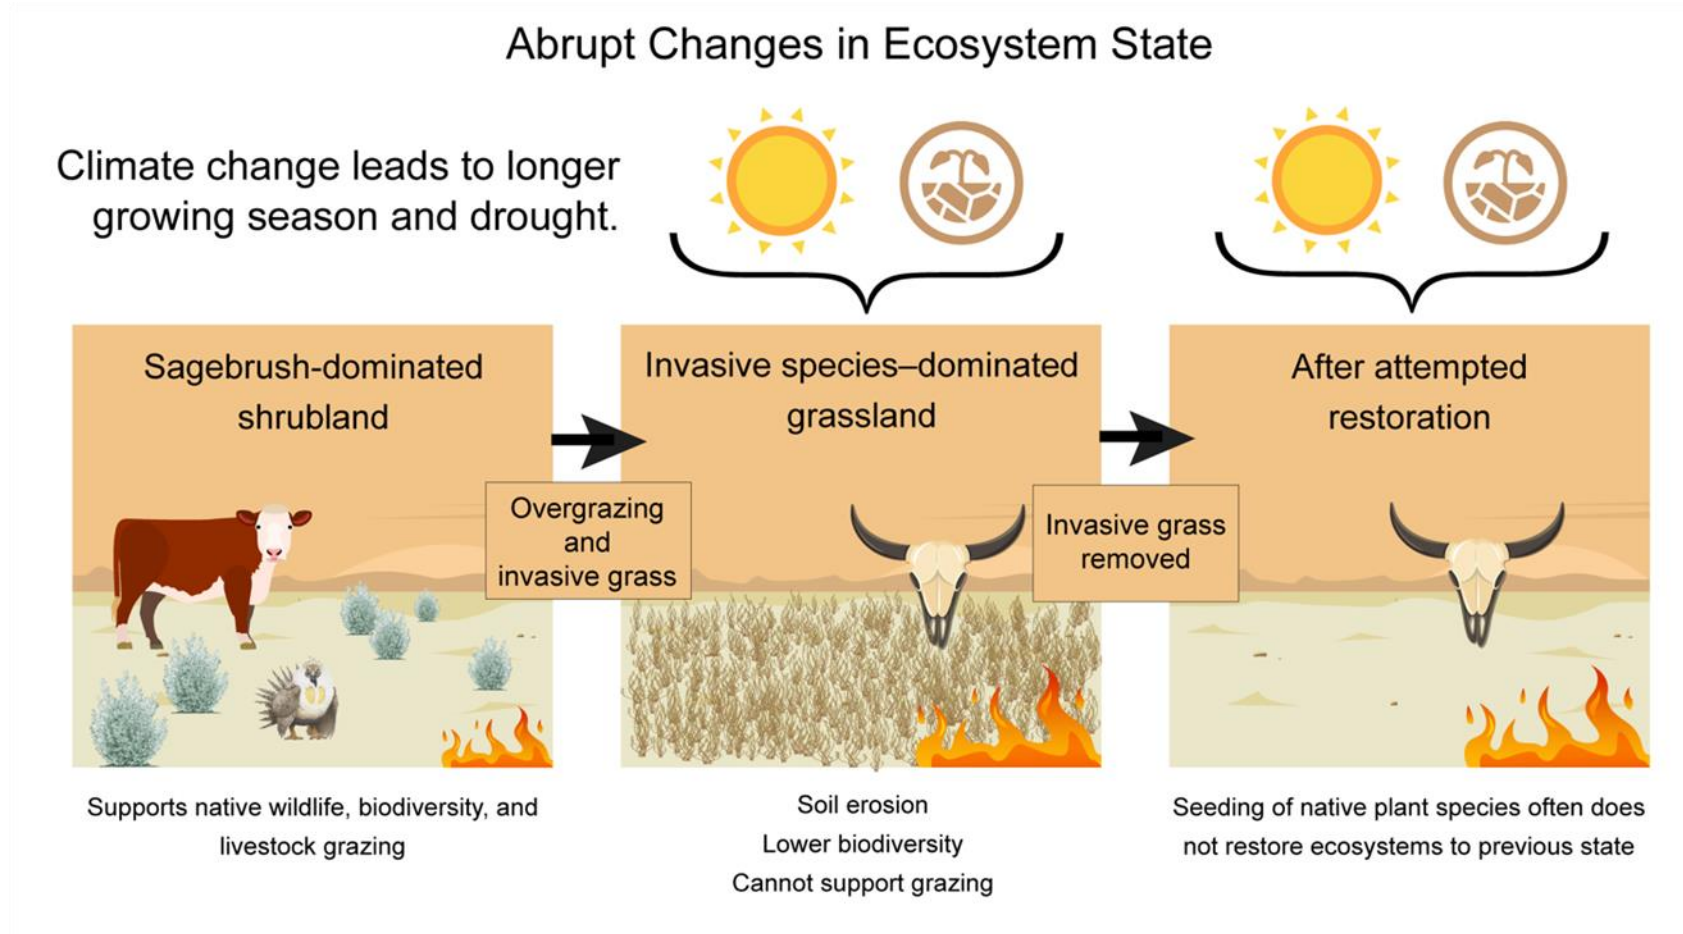 Abrupt Changes in Ecosystem State
Climate change leads to longer
growing season and drought.
Sagebrush-dominated
shrubland
Overgrazing
and
invasive grass
Supports native wildlife, biodiversity, and
livestock grazing
Invasive species–dominated
grassland
Invasive grass
removed
Soil erosion
Lower biodiversity
Cannot support grazing
After attempted
restoration
Seeding of native plant species often does
not restore ecosystems to previous state